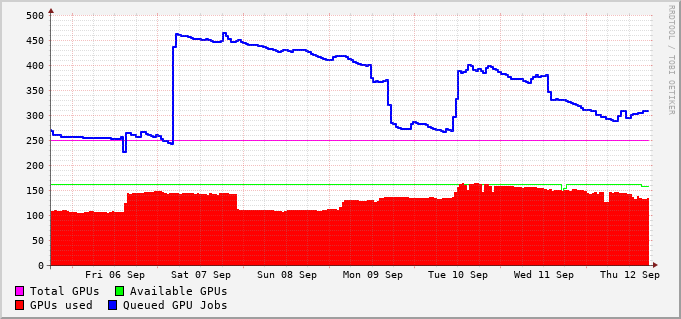 500
450
400
350
300
250
200
150
100
50
0
Fri 06 Sep Sat 07 Sep Sun 08 Sep Mon 09 Sep Tue 10 Sep Wed 11 Sep Thu 12 Sep
Total GPUs Available GPUs
GPUs used Queued GPU Jobs
RRDTOOL / TOBI OETIKER